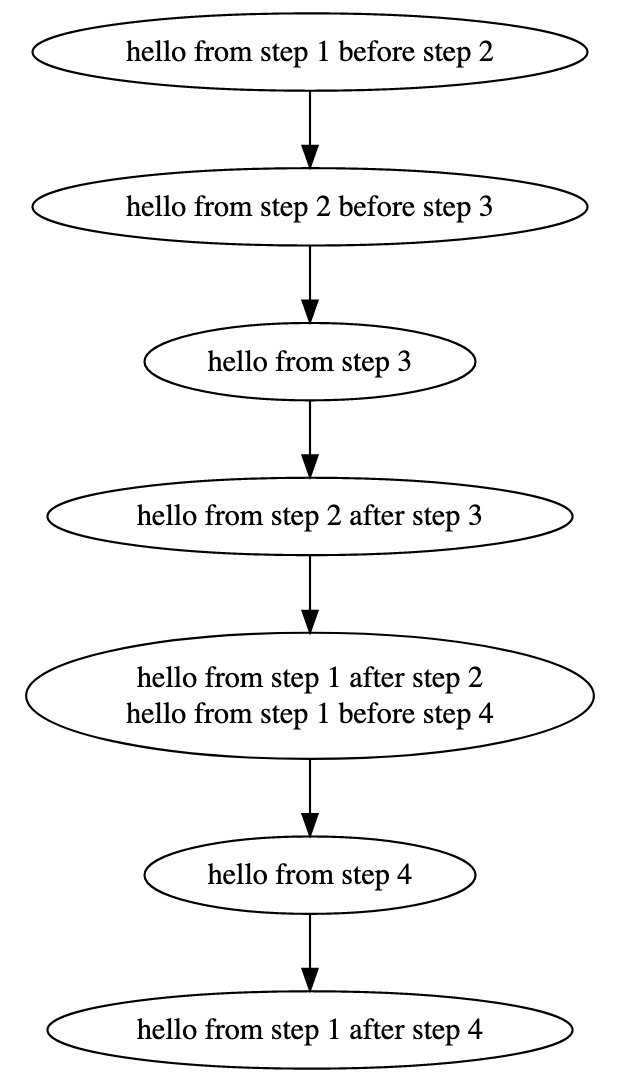 hello from step 1 before step 2
hello from step 2 before step 3
hello from step 3
hello from step 2 after step 3
hello from step 1 after step 2
hello from step 1 before step 4
hello from step 4
hello from step 1 after step 4